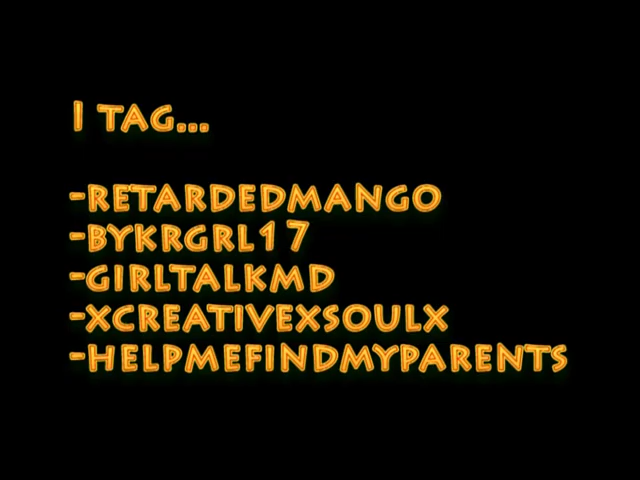 I TAG...
-RETARDEDMANGO
-BYKRGRL17
-GIRLTALKMD
-XCREATIVEXSOULX
-HELPMEFINDMYPARENTS